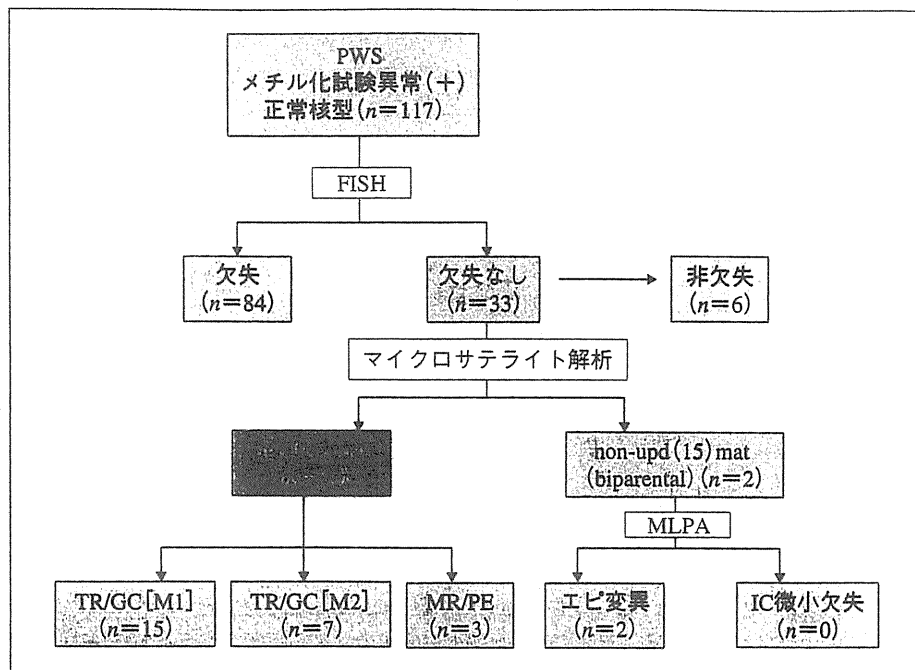 PWS
メチル化試験異常(+)
正常核型(n=117)
FISH
欠失
(n=84)
欠失なし
(n=33)
非欠失
(n=6)
マイクロサテライト解析
hon-upd(15)mat
(biparental)(n=2)
MLPA
TR/GC[M1]
(n=15)
TR/GC[M2]
(n=7)
MR/PE
(n=3)
エピ変異
(n=2)
IC微小欠失
(n=0)